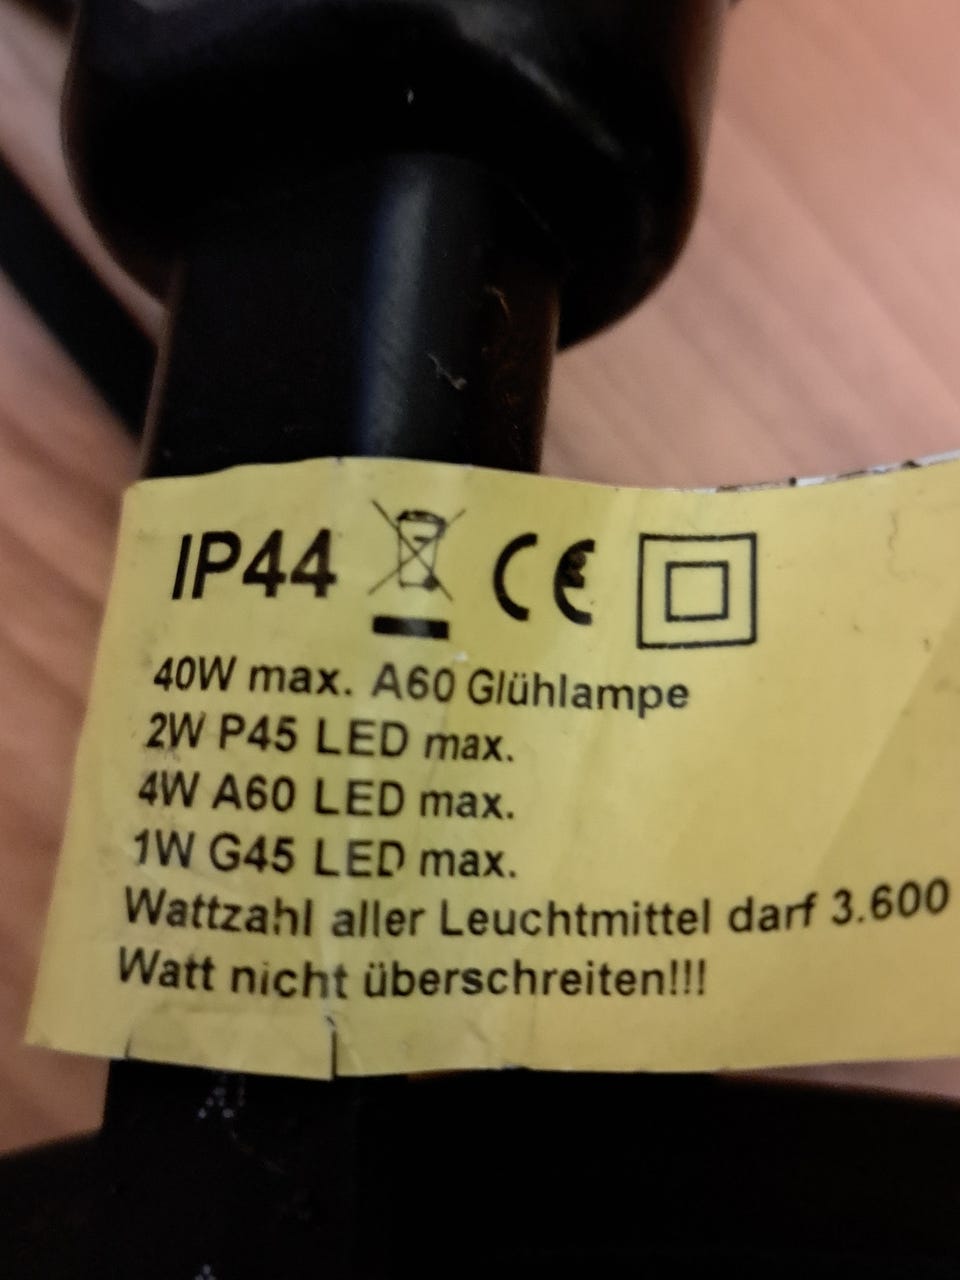 IP44 CE
40W max. A60 Glühlampe
2W P45 LED max.
4W A60 LED max.
1W G45 LED max.
Wattzahl aller Leuchtmittel darf 3.600
Watt nicht überschreiten!!!